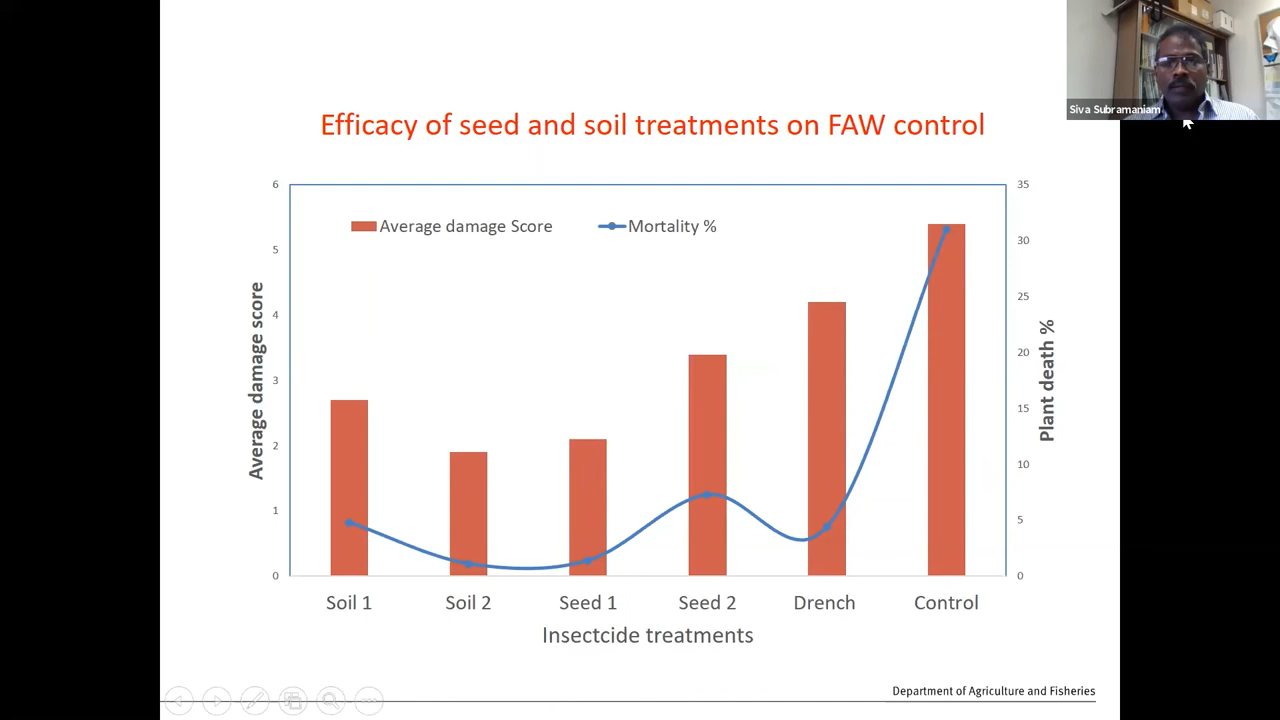 Siva Subramaniam
Efficacy of seed and soil treatments on FAW control
6
5
4
3
2
1
0
Average damage score
Average damage Score
Mortality %
35
30
25
20
15
10
5
0
Plant death %
Soil 1
Soil 2
Seed 1
Seed 2
Drench
Control
Insectcide treatments
Department of Agriculture and Fisheries